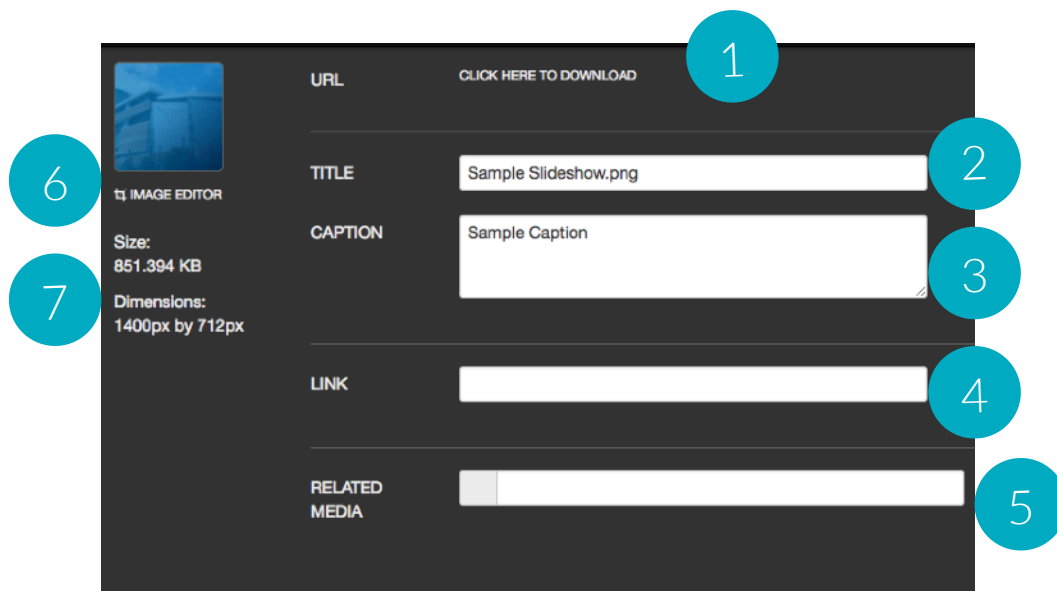 1
URL
CLICK HERE TO DOWNLOAD
2
TITLE
Sample Slideshow.png
6
IMAGE EDITOR
CAPTION
Sample Caption
3
Size:
851.394 KB
7
Dimensions:
1400px by 712px
LINK
4
RELATED
MEDIA
5